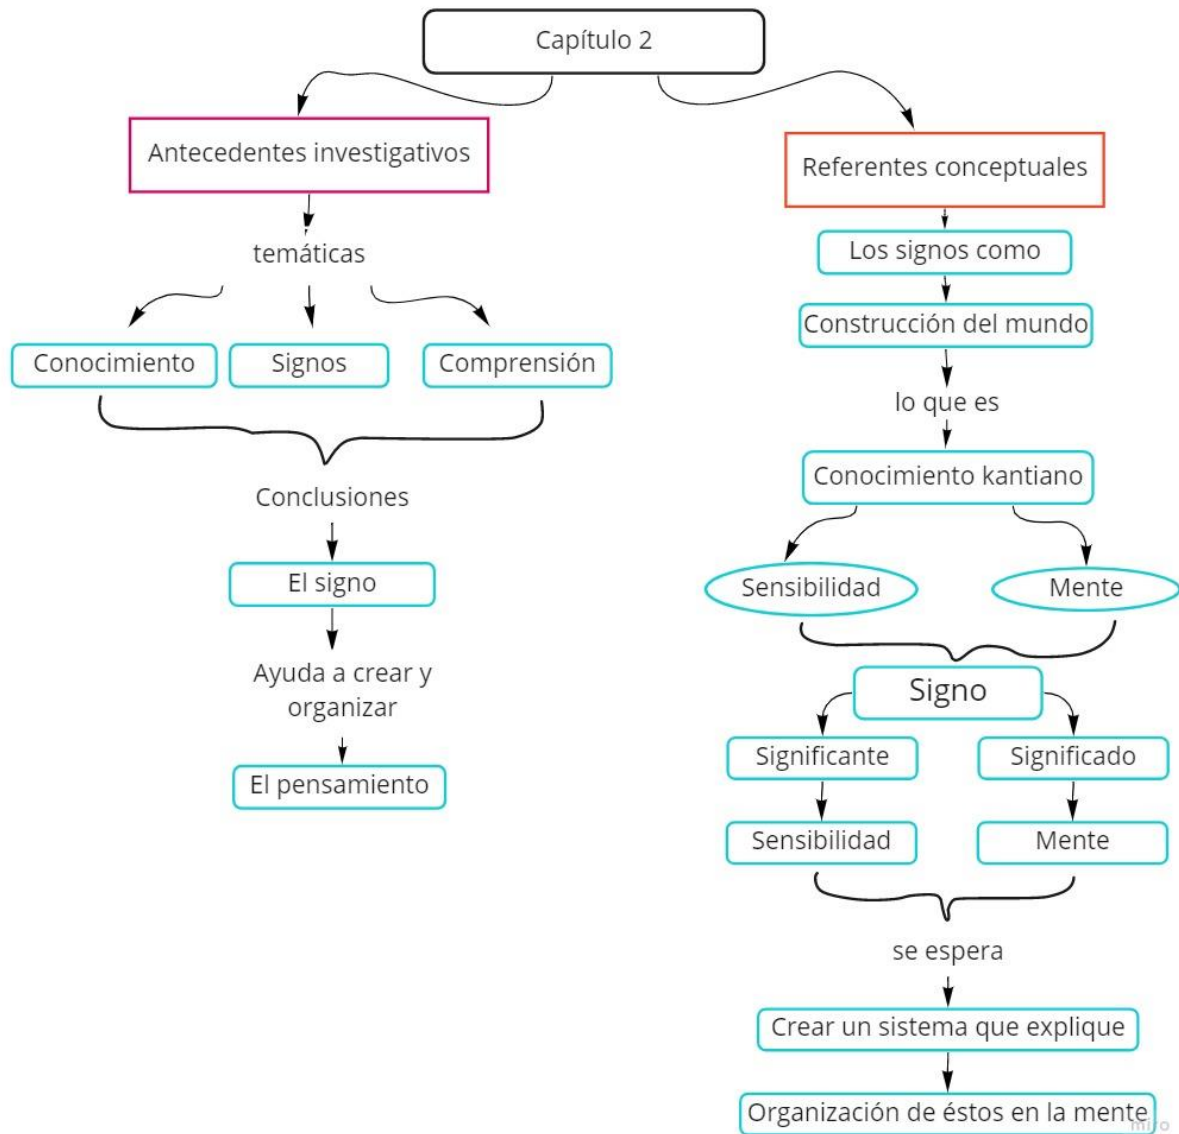 Capítulo 2
Antecedentes investigativos
temáticas
Conocimiento
Signos
Comprensión
Conclusiones
El signo
Ayuda a crear y
organizar
El pensamiento
Referentes conceptuales
Los signos como
Construcción del mundo
lo que es
Conocimiento kantiano
Sensibilidad
Mente
Signo
Significante
Significado
Sensibilidad
Mente
se espera
Crear un sistema que explique
Organización de éstos en la mente
miro